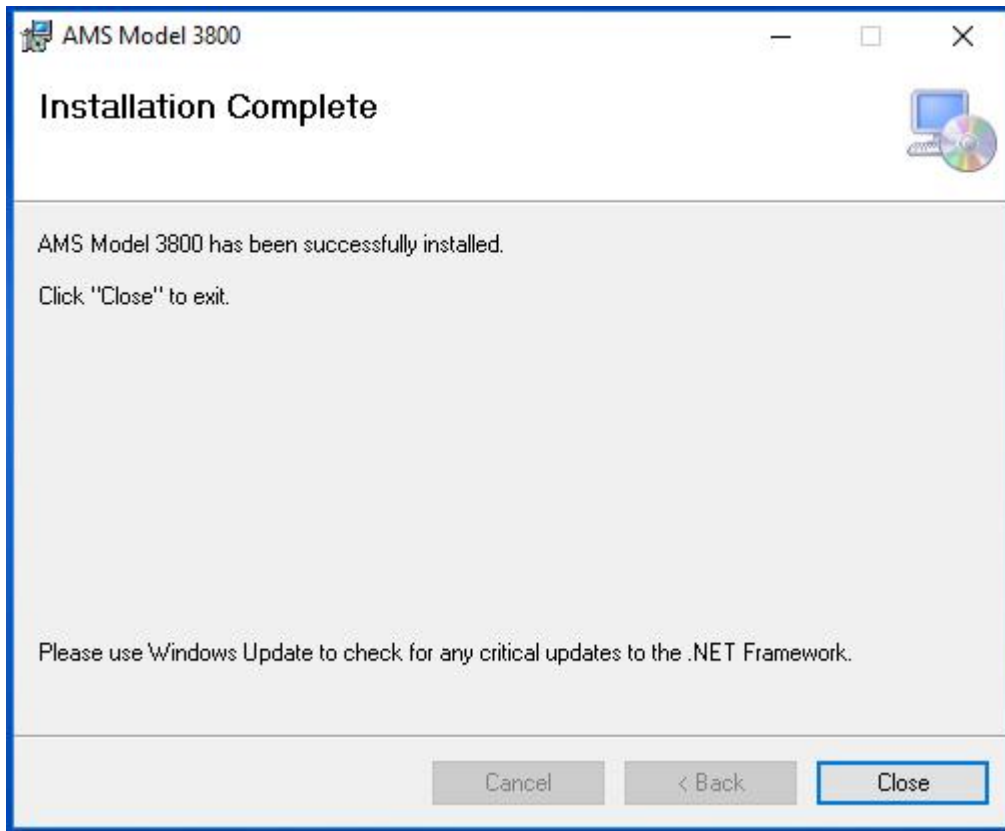 AMS Model 3800
Installation Complete
AMS Model 3800 has been successfully installed.
Click "Close" to exit.
Please use Windows Update to check for any critical updates to the .NET Framework.
Cancel
< Back
Close